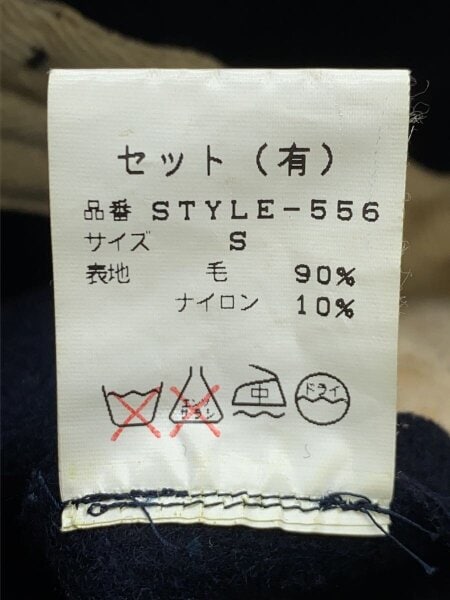 セット(有)
品番 STYLE-556
サイズ S
表地 毛 90%
ナイロン 10%
エンソ サラシ 中 ドライ